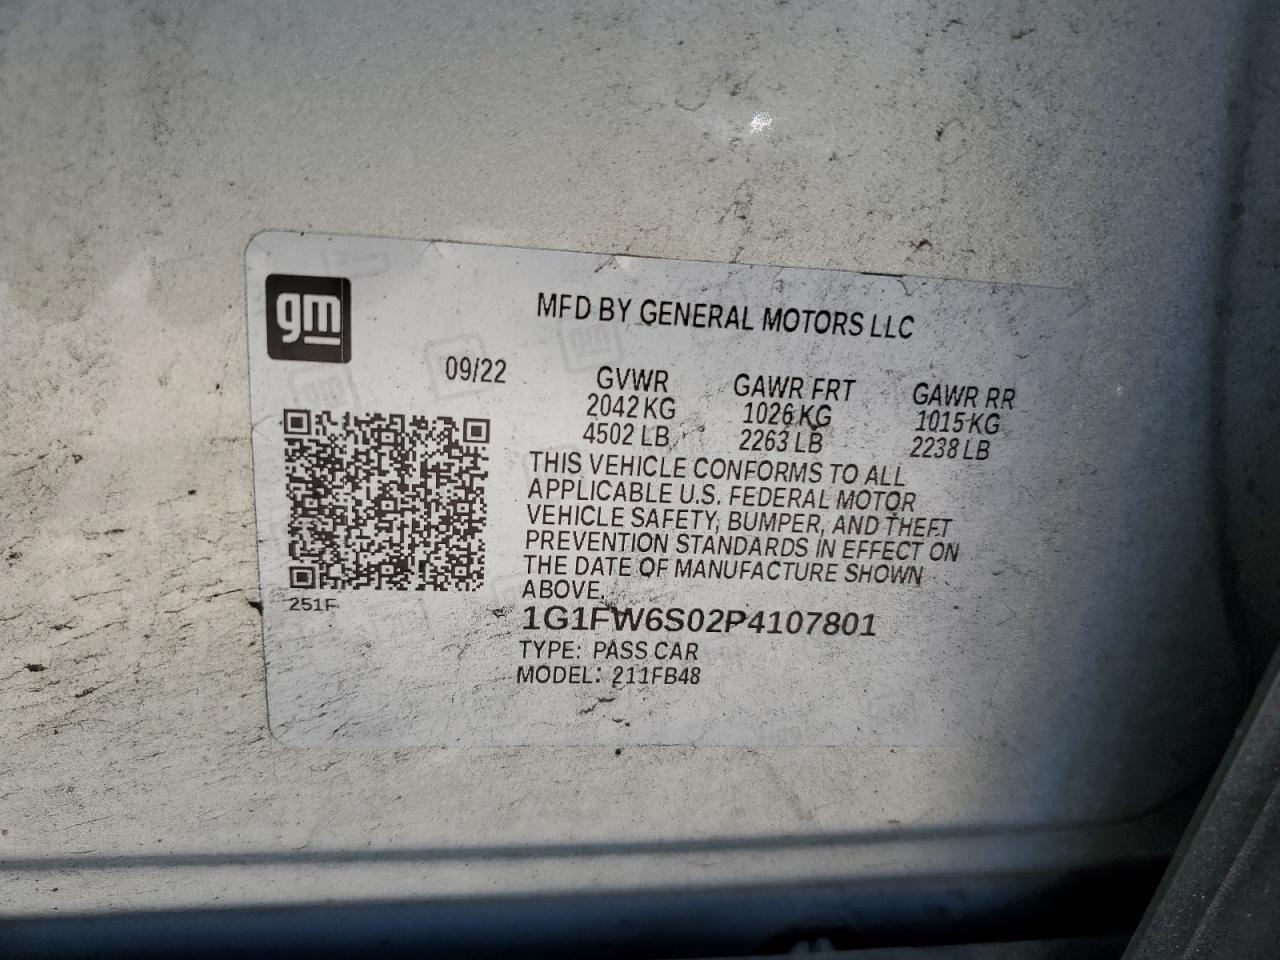 gm
MFD BY GENERAL MOTORS LLC
09/22
GVWR GAWR FRT GAWR RR
2042 KG 1026 KG 1015 KG
4502 LB 2263 LB 2238 LB
THIS VEHICLE CONFORMS TO ALL
APPLICABLE U.S. FEDERAL MOTOR
VEHICLE SAFETY, BUMPER, AND THEFT
PREVENTION STANDARDS IN EFFECT ON
THE DATE OF MANUFACTURE SHOWN
ABOVE.
251F
1G1FW6S02P4107801
TYPE: PASS CAR
MODEL: 211FB48